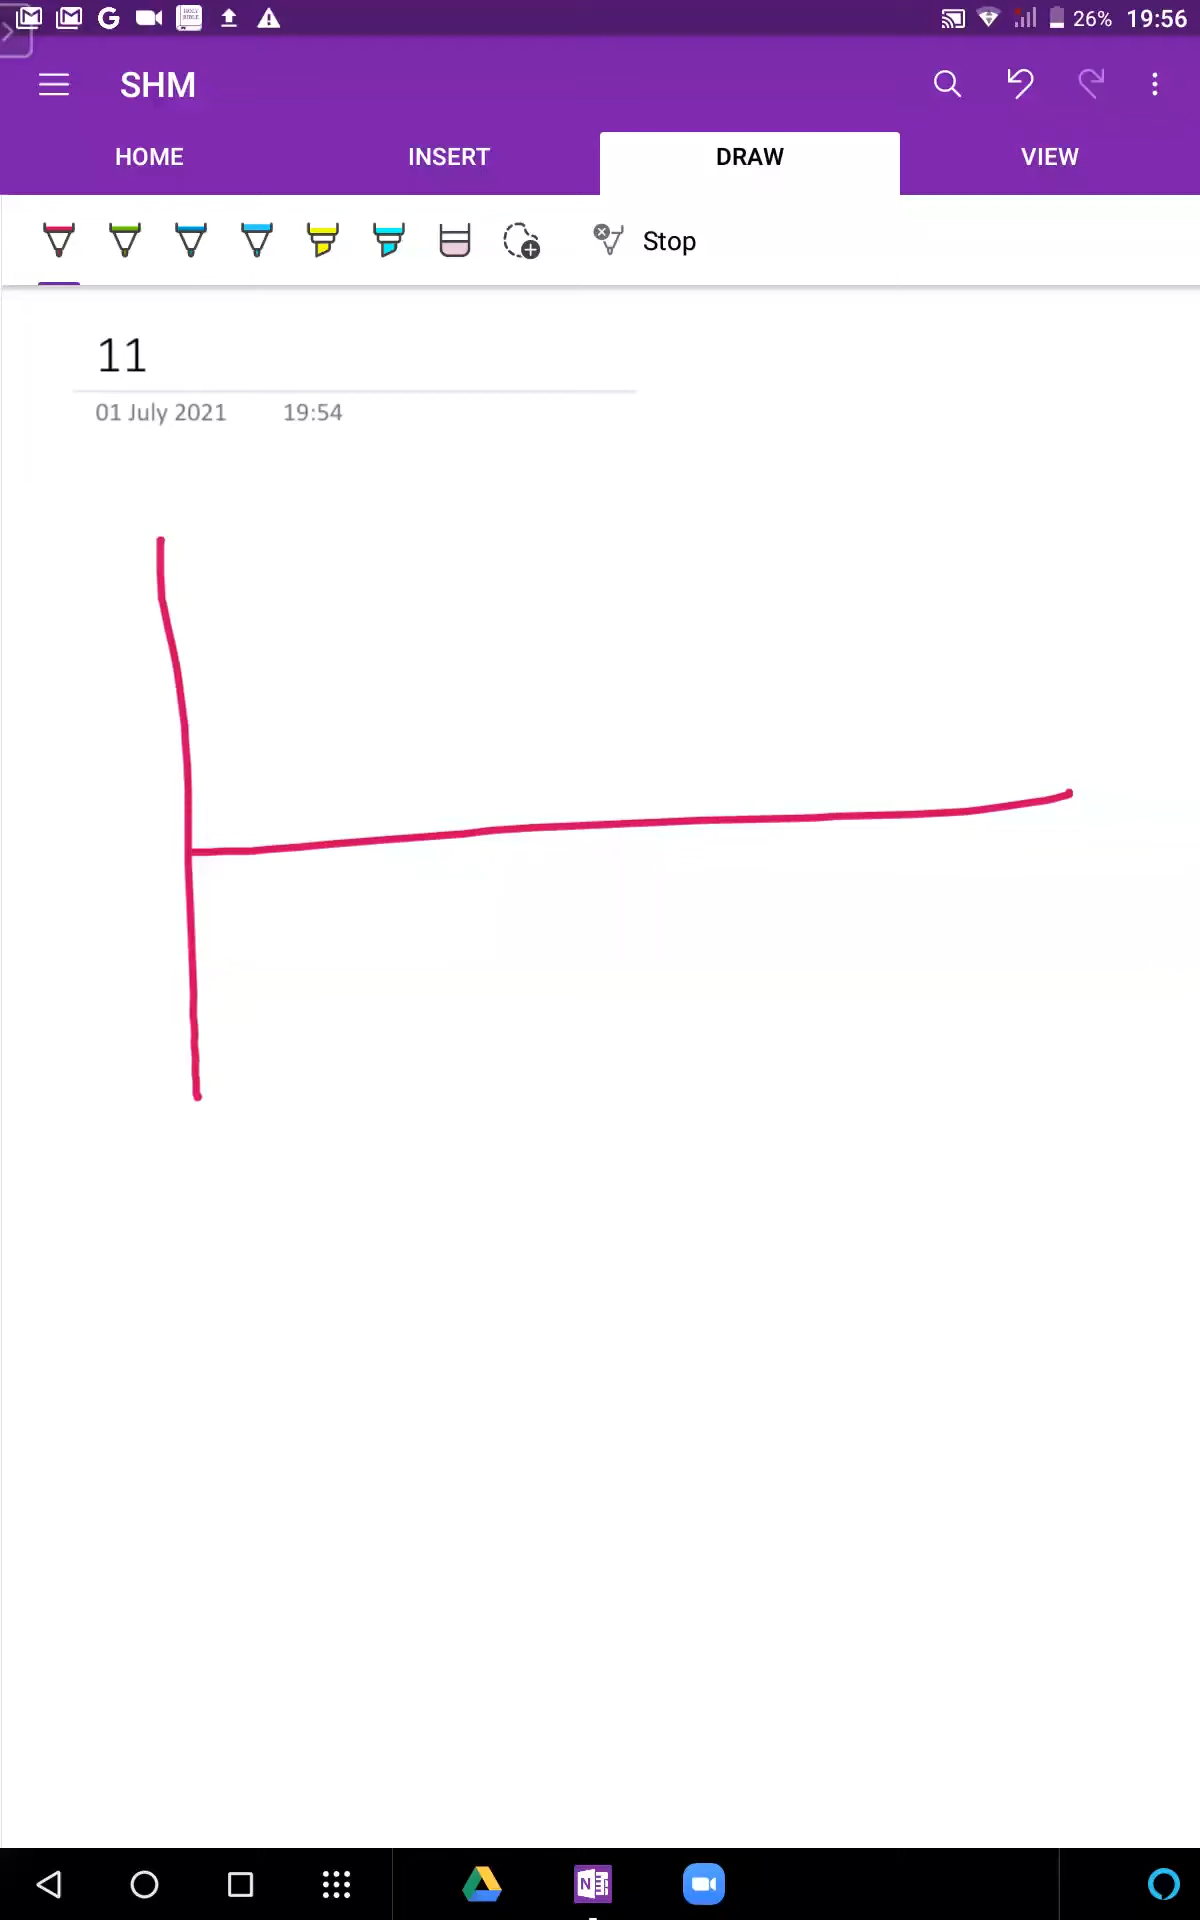 26% 19:56
SHM
HOME INSERT DRAW VIEW
Stop
11
01 July 2021 19:54